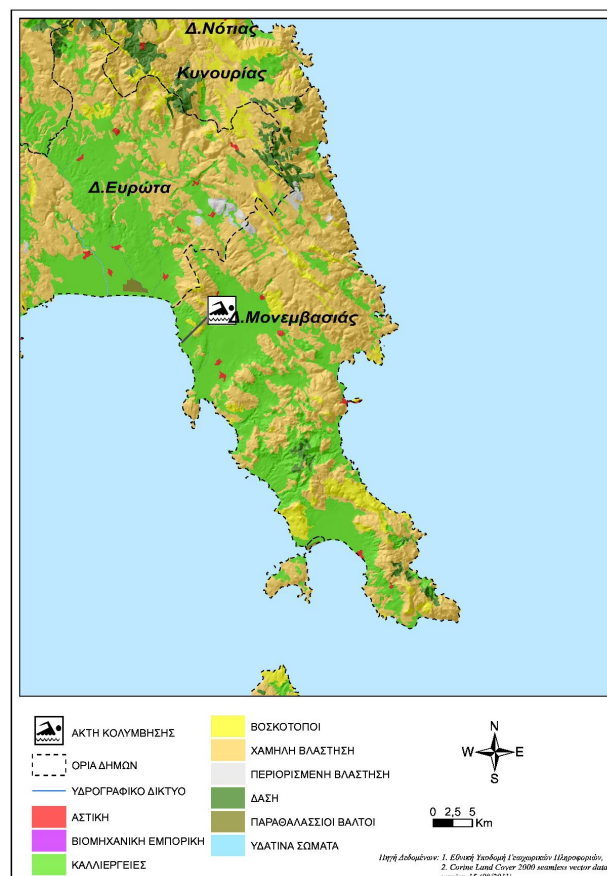 Δ.Νότιας
Κυνουρίας
Δ.Ευρώτα
Δ.Μονεμβασιάς
ΑΚΤΗ ΚΟΛΥΜΒΗΣΗΣ
ΟΡΙΑ ΔΗΜΩΝ
ΥΔΡΟΓΡΑΦΙΚΟ ΔΙΚΤΥΟ
ΑΣΤΙΚΗ
ΒΙΟΜΗΧΑΝΙΚΗ ΕΜΠΟΡΙΚΗ
ΚΑΛΛΙΕΡΓΕΙΕΣ
ΒΟΣΚΟΤΟΠΟΙ
ΧΑΜΗΛΗ ΒΛΑΣΤΗΣΗ
ΠΕΡΙΟΡΙΣΜΕΝΗ ΒΛΑΣΤΗΣΗ
ΔΑΣΗ
ΠΑΡΑΘΑΛΑΣΣΙΟΙ ΒΑΛΤΟΙ
ΥΔΑΤΙΝΑ ΣΩΜΑΤΑ
N
W E
S
0 2,5 5
Km
Πηγή Δεδομένων: 1. Εθνική Υποδομή Γεωχωρικών Πληροφοριών,
2. Corine Land Cover 2000 seamless vector data